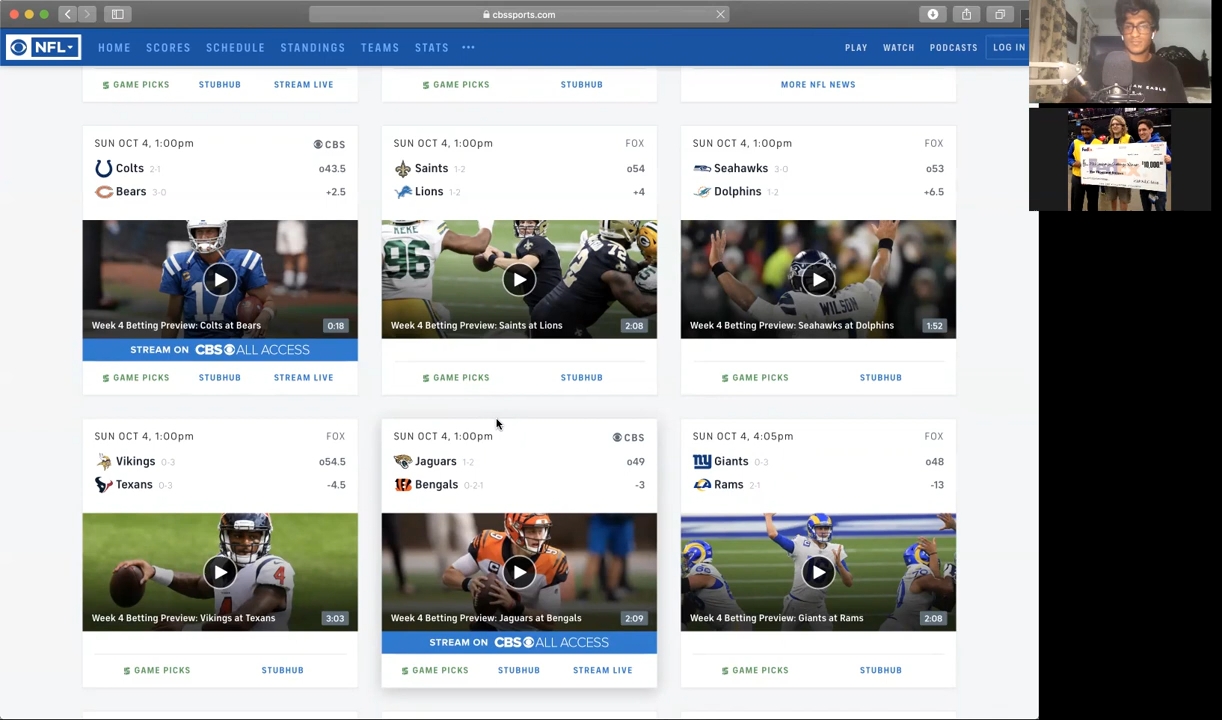 cbssports.com
NFL
HOME SCORES SCHEDULE STANDINGS TEAMS STATS ••• PLAY WATCH PODCASTS LOG IN
GAME PICKS STUBHUB STREAM LIVE
GAME PICKS STUBHUB
MORE NFL NEWS
SUN OCT 4, 1:00pm CBS
Colts 2-1 o43.5
Bears 3-0 +2.5
Week 4 Betting Preview: Colts at Bears 0:18
STREAM ON CBS ALL ACCESS
GAME PICKS STUBHUB STREAM LIVE
SUN OCT 4, 1:00pm FOX
Saints 1-2 o54
Lions 1-2 +4
KEKE
96
72
Week 4 Betting Preview: Saints at Lions 2:08
GAME PICKS STUBHUB
SUN OCT 4, 1:00pm FOX
Seahawks 3-0 o53
Dolphins 1-2 +6.5
WILSON
Week 4 Betting Preview: Seahawks at Dolphins 1:52
GAME PICKS STUBHUB
SUN OCT 4, 1:00pm FOX
Vikings 0-3 o54.5
Texans 0-3 -4.5
4
Week 4 Betting Preview: Vikings at Texans 3:03
GAME PICKS STUBHUB
SUN OCT 4, 1:00pm CBS
Jaguars 1-2 o49
Bengals 0-2-1 -3
Week 4 Betting Preview: Jaguars at Bengals 2:09
STREAM ON CBS ALL ACCESS
GAME PICKS STUBHUB STREAM LIVE
SUN OCT 4, 4:05pm FOX
Giants 0-3 o48
Rams 2-1 -13
Week 4 Betting Preview: Giants at Rams 2:08
GAME PICKS STUBHUB
FedEx